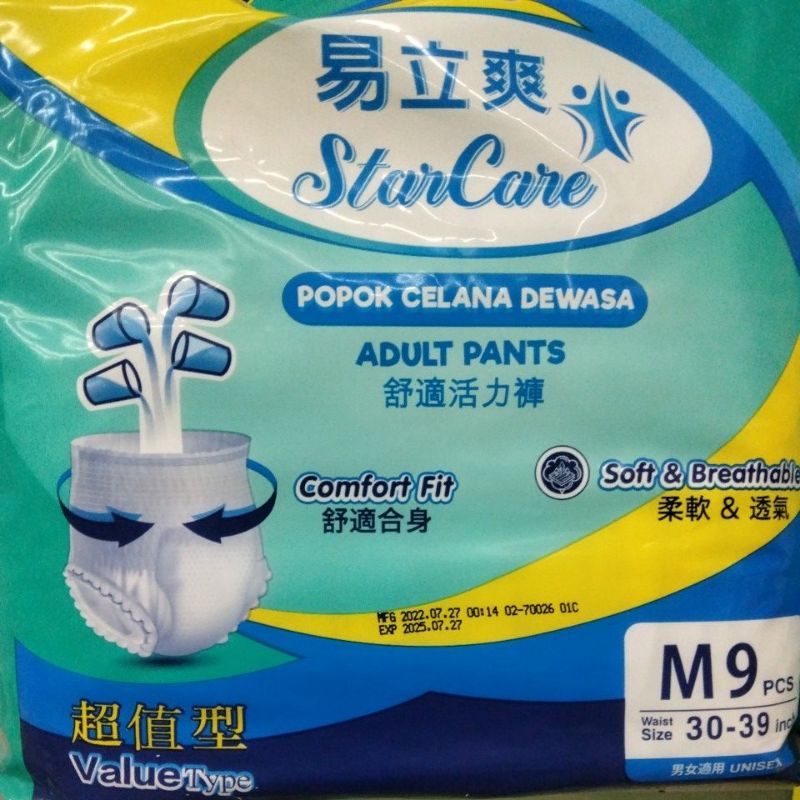 易立爽
StarCare
POPOK CELANA DEWASA
ADULT PANTS
舒適活力褲
Comfort Fit
舒適合身
Soft & Breathable
柔軟 & 透氣
MFG 2022.07.27 00:14 02-70026 01C
EXP 2025.07.27
超值型
Value Type
M 9 PCS
Waist Size 30-39 inch
男女適用 UNISEX